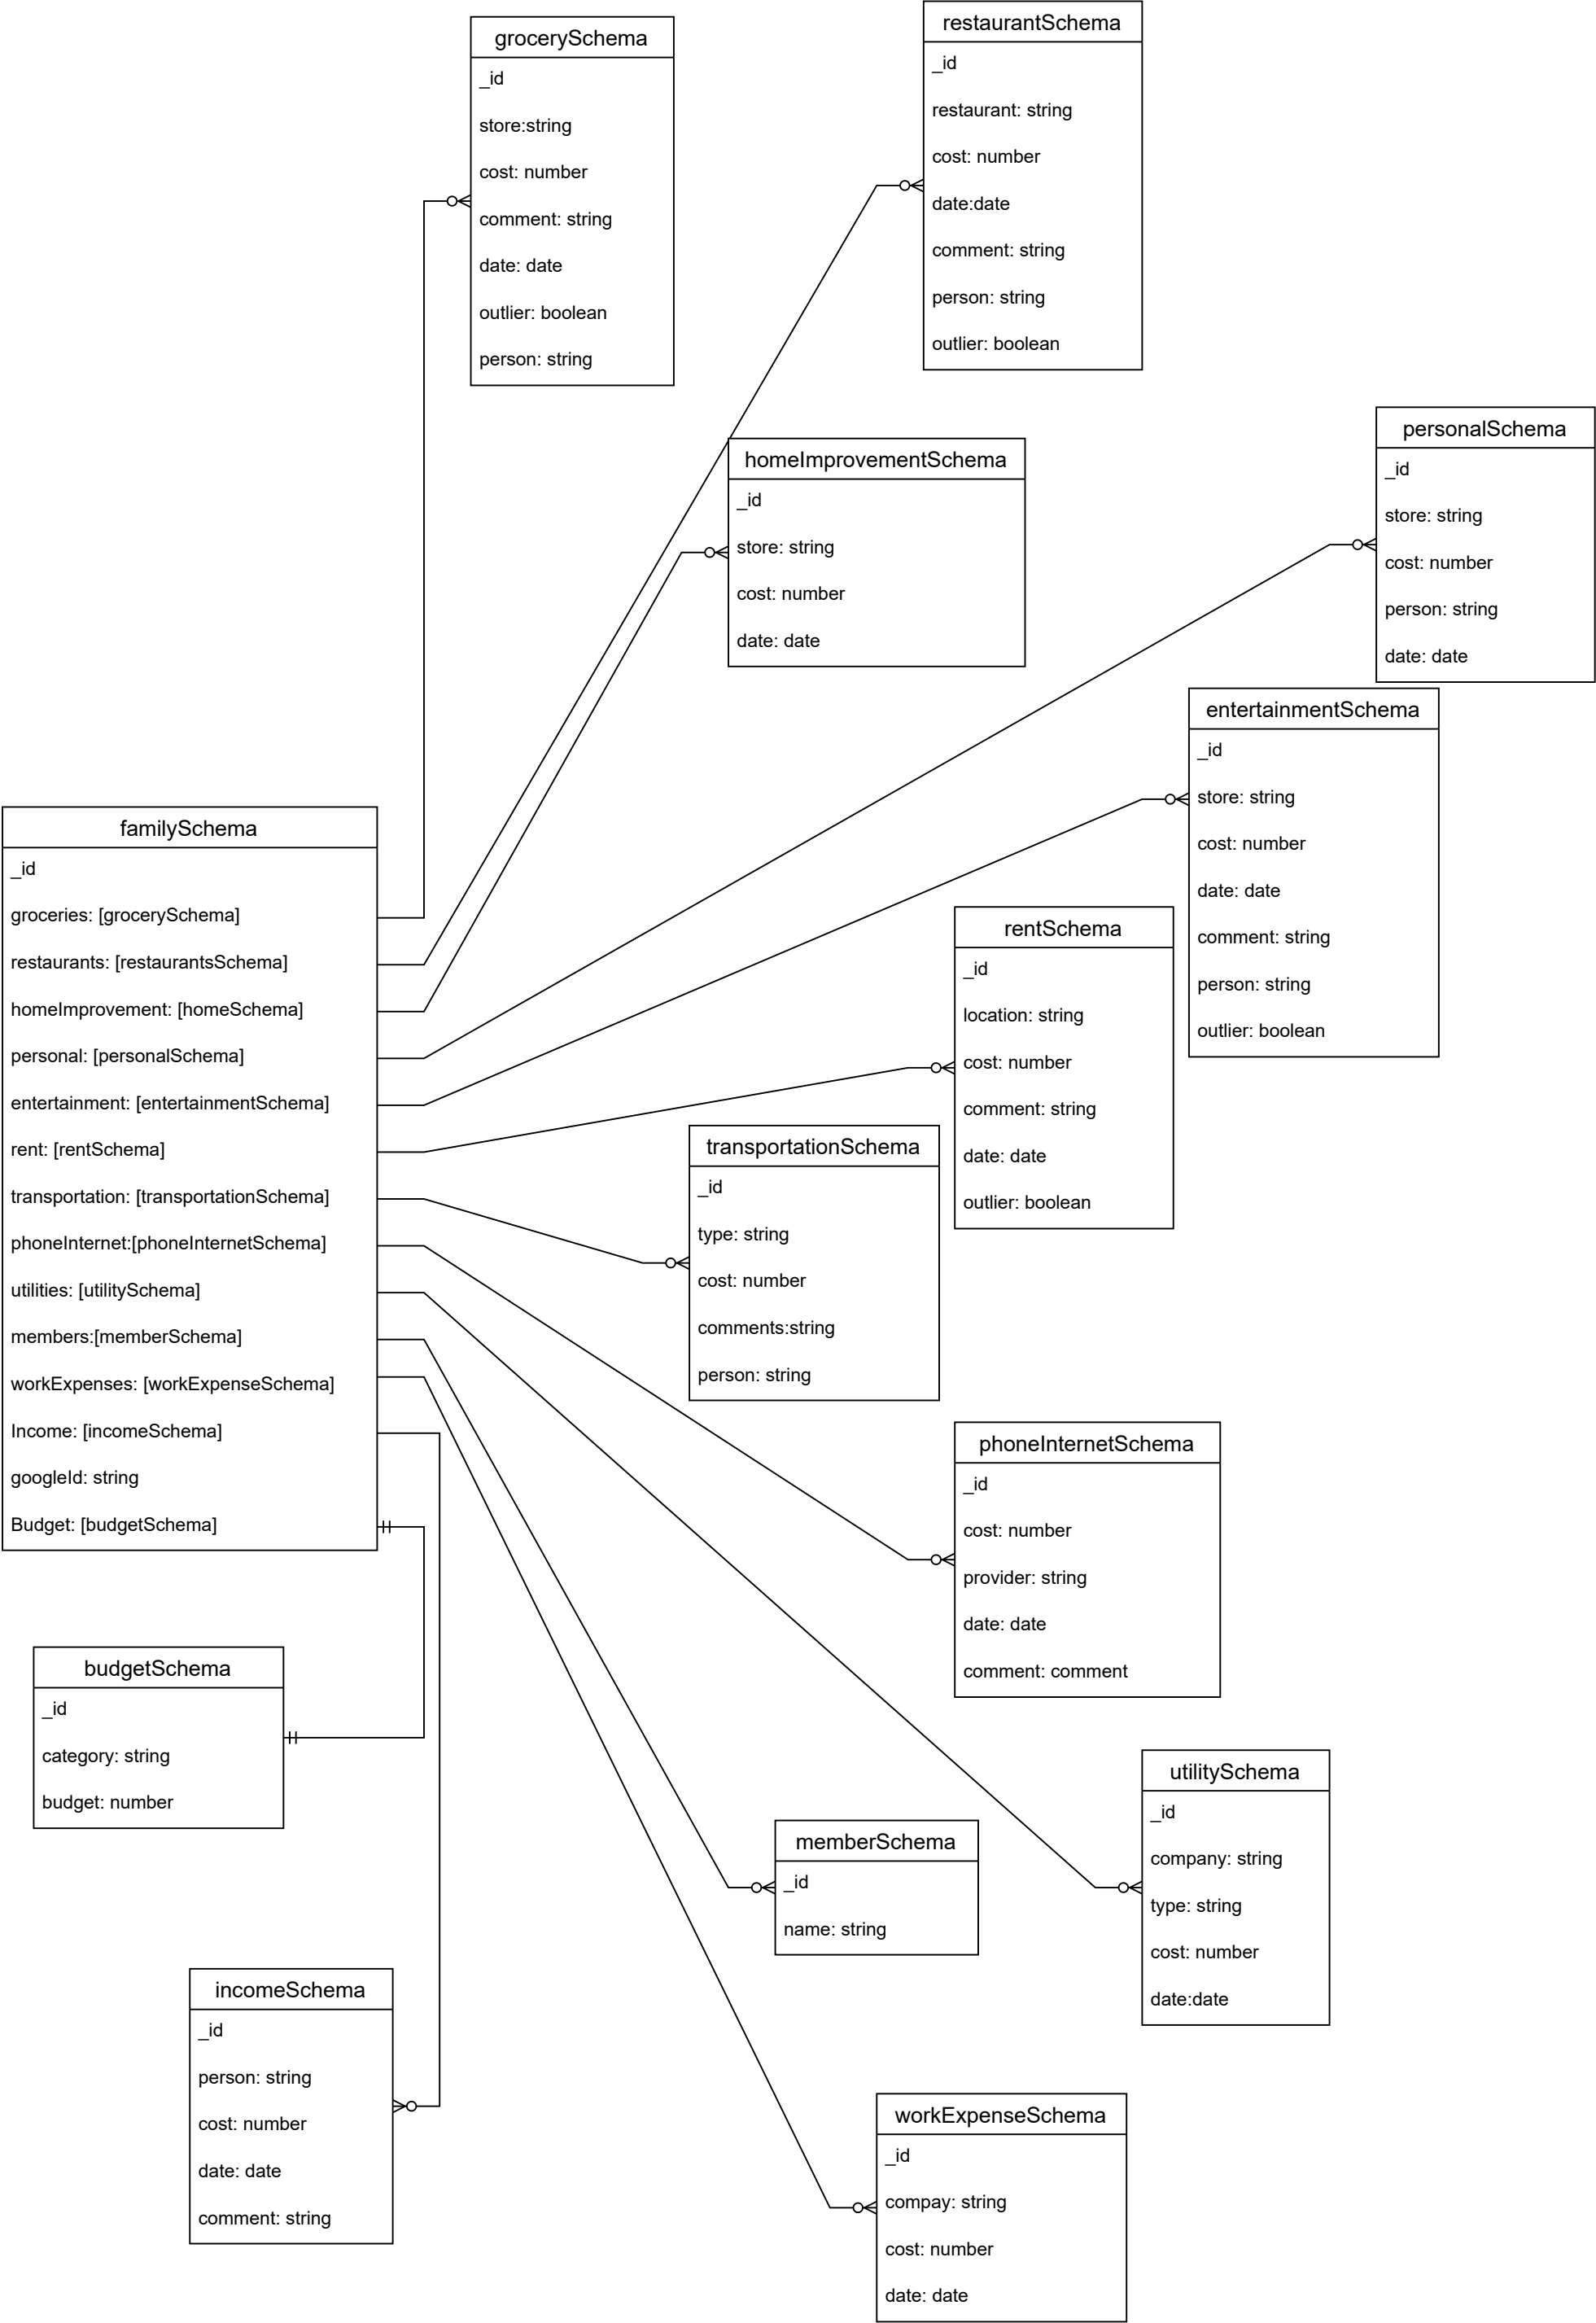 grocerySchema
_id
store:string
cost: number
comment: string
date: date
outlier: boolean
person: string
restaurantSchema
_id
restaurant: string
cost: number
date:date
comment: string
person: string
outlier: boolean
homeImprovementSchema
_id
store: string
cost: number
date: date
personalSchema
_id
store: string
cost: number
person: string
date: date
entertainmentSchema
_id
store: string
cost: number
date: date
comment: string
person: string
outlier: boolean
familySchema
_id
groceries: [grocerySchema]
restaurants: [restaurantsSchema]
homeImprovement: [homeSchema]
personal: [personalSchema]
entertainment: [entertainmentSchema]
rent: [rentSchema]
transportation: [transportationSchema]
phoneInternet:[phoneInternetSchema]
utilities: [utilitySchema]
members:[memberSchema]
workExpenses: [workExpenseSchema]
Income: [incomeSchema]
googleId: string
Budget: [budgetSchema]
rentSchema
_id
location: string
cost: number
comment: string
date: date
outlier: boolean
transportationSchema
_id
type: string
cost: number
comments:string
person: string
phoneInternetSchema
_id
cost: number
provider: string
date: date
comment: comment
budgetSchema
_id
category: string
budget: number
utilitySchema
_id
company: string
type: string
cost: number
date:date
memberSchema
_id
name: string
incomeSchema
_id
person: string
cost: number
date: date
comment: string
workExpenseSchema
_id
compay: string
cost: number
date: date